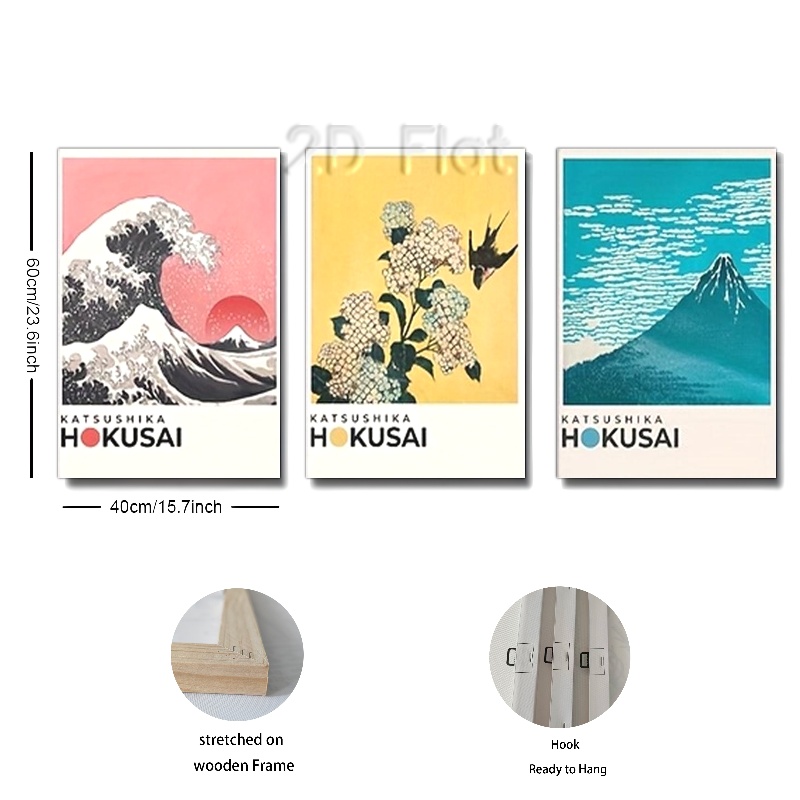 2D Flat
60cm/23.6inch
KATSUSHIKA
HOKUSAI
KATSUSHIKA
HOKUSAI
KATSUSHIKA
HOKUSAI
40cm/15.7inch
stretched on
wooden Frame
Hook
Ready to Hang